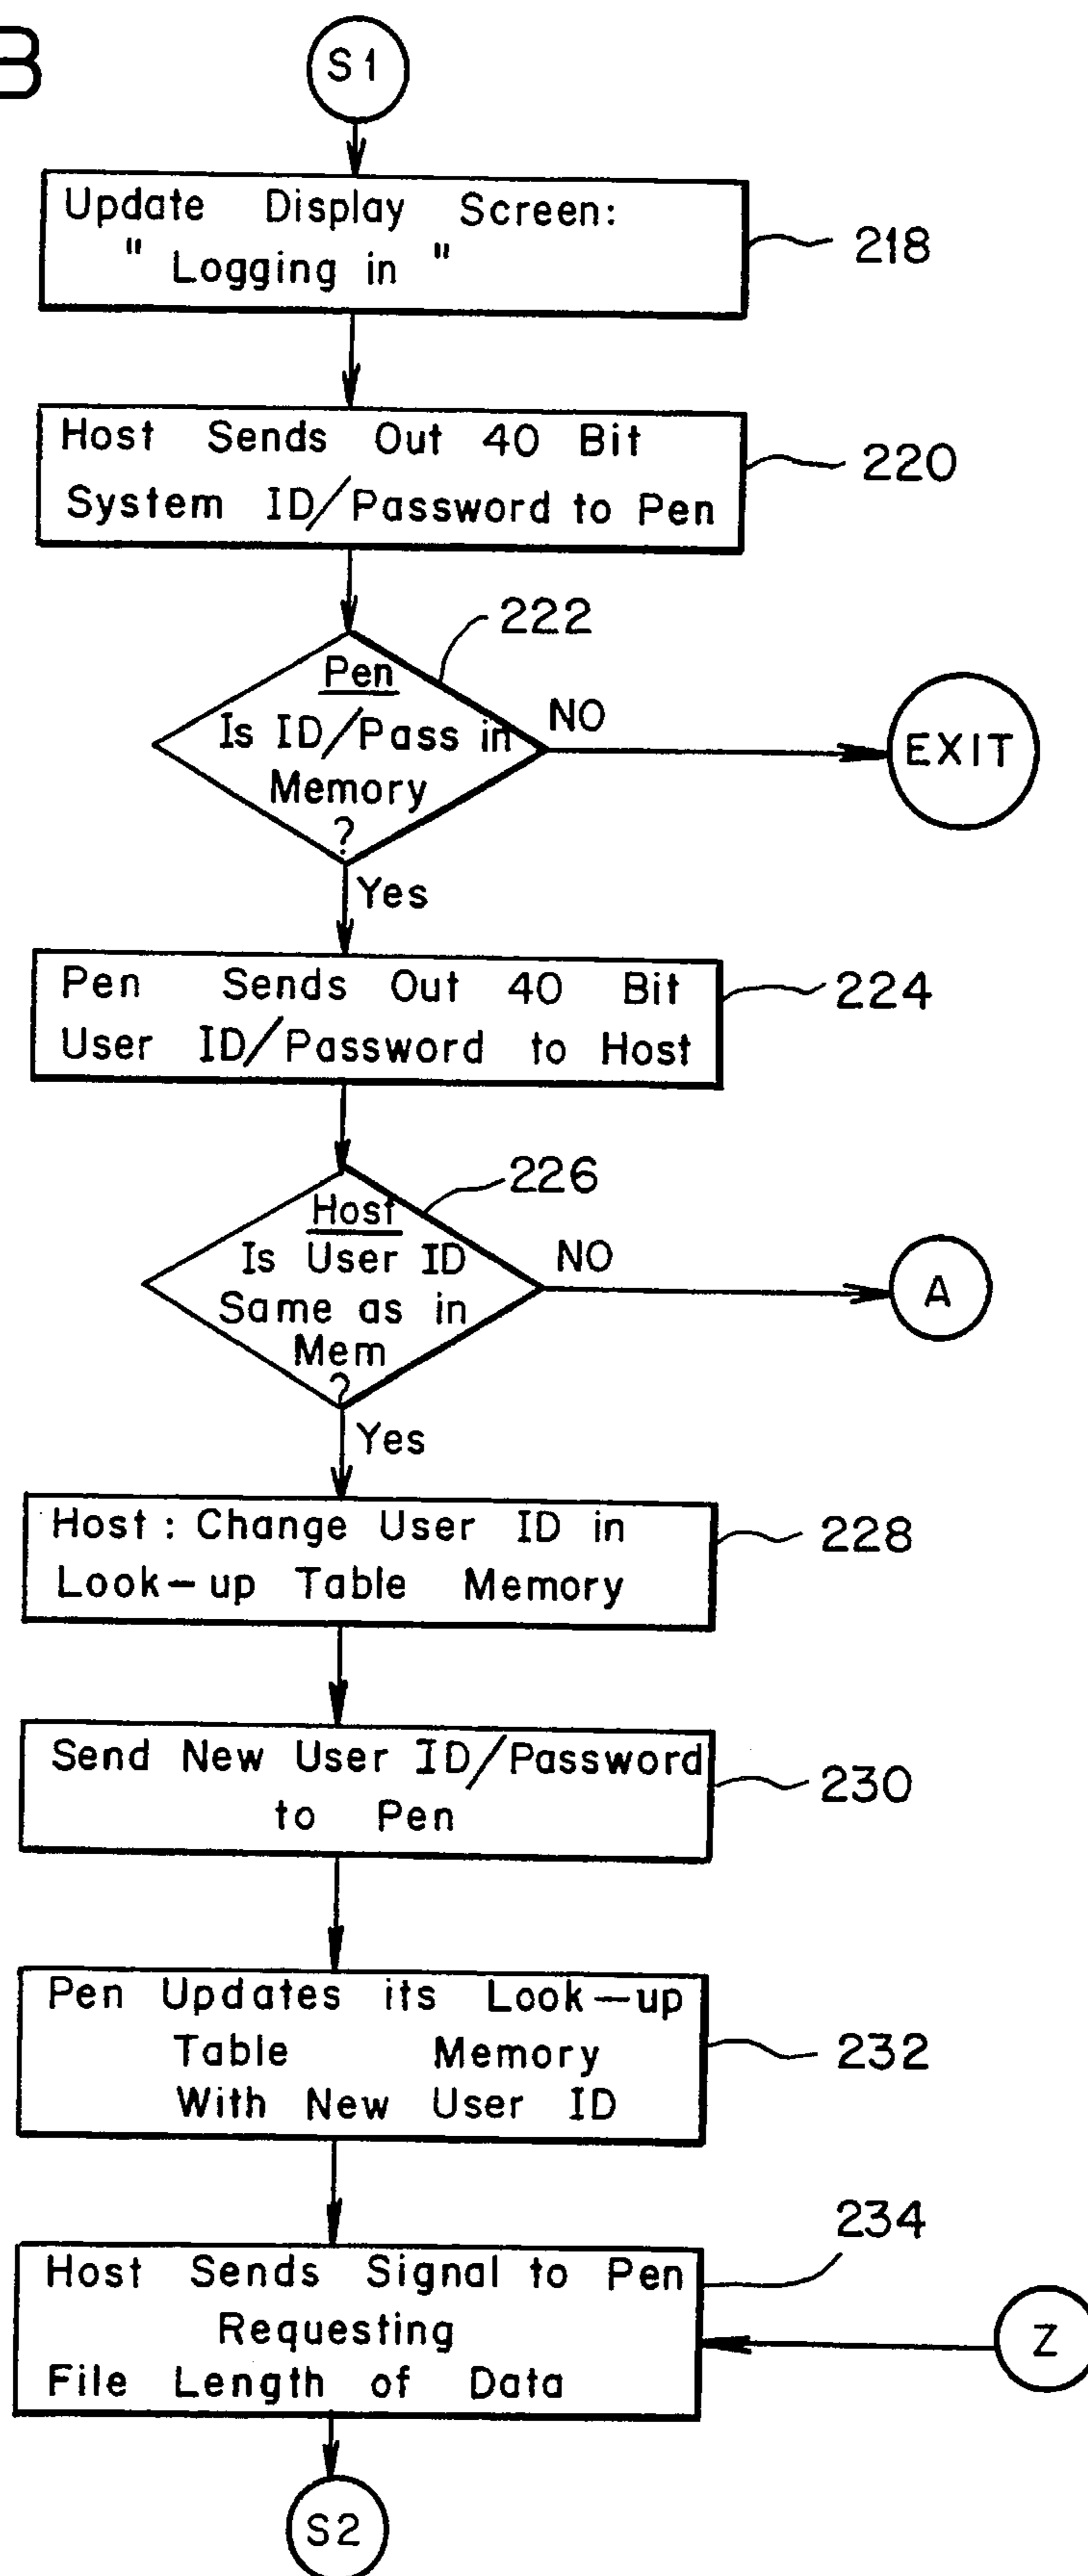 B
S1
Update Display Screen:
" Logging in "
218
Host Sends Out 40 Bit
System ID/Password to Pen
220
222
Pen
Is ID/Pass in
Memory
?
NO
EXIT
Yes
Pen Sends Out 40 Bit
User ID/Password to Host
224
226
Host
Is User ID
Same as in
Mem
?
NO
A
Yes
Host: Change User ID in
Look-up Table Memory
228
Send New User ID/Password
to Pen
230
Pen Updates its Look-up
Table Memory
With New User ID
232
234
Host Sends Signal to Pen
Requesting
File Length of Data
Z
S2